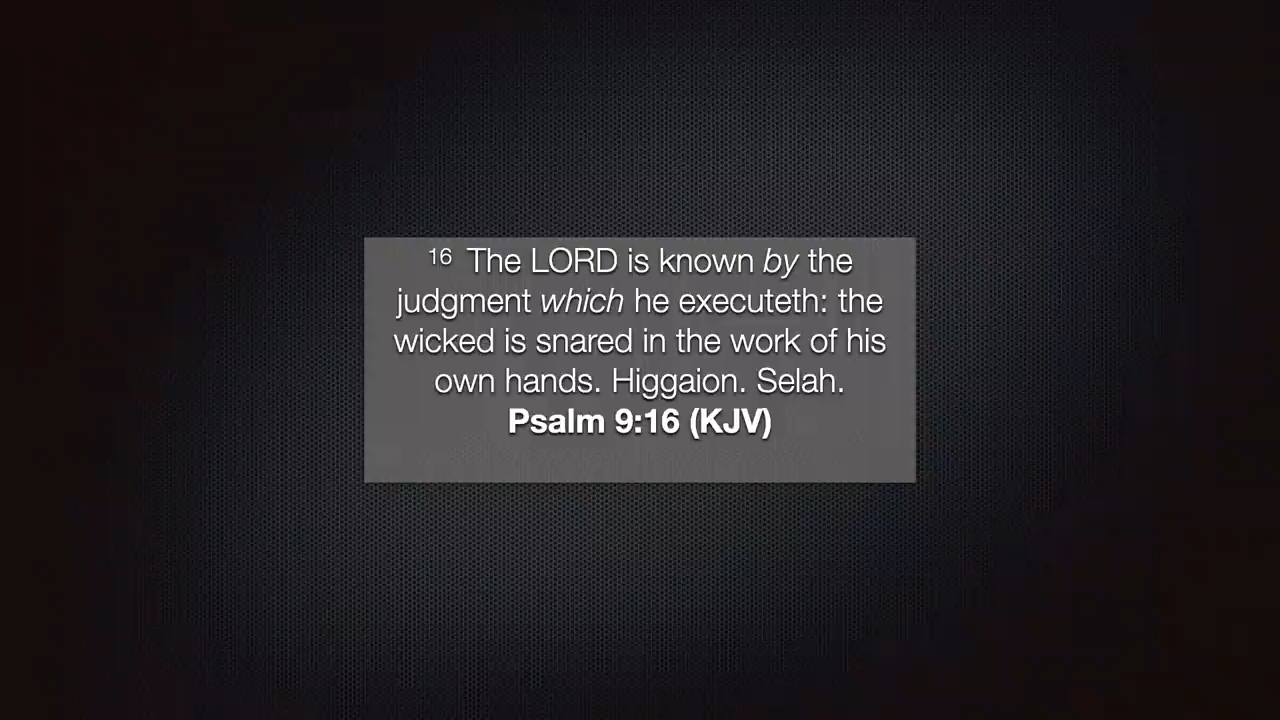 16 The LORD is known by the
judgment which he executeth: the
wicked is snared in the work of his
own hands. Higgaion. Selah.
Psalm 9:16 (KJV)